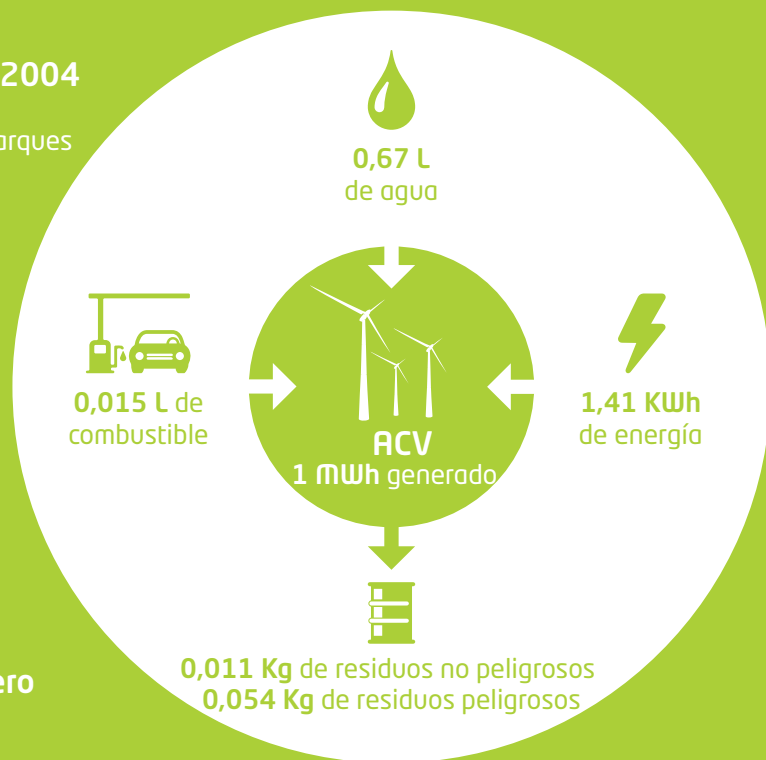 2004
arques
0,67 L
de agua
0,015 L de
combustible
1,41 KWh
de energía
ACV
1 MWh generado
0,011 Kg de residuos no peligrosos
0,054 Kg de residuos peligrosos
ero